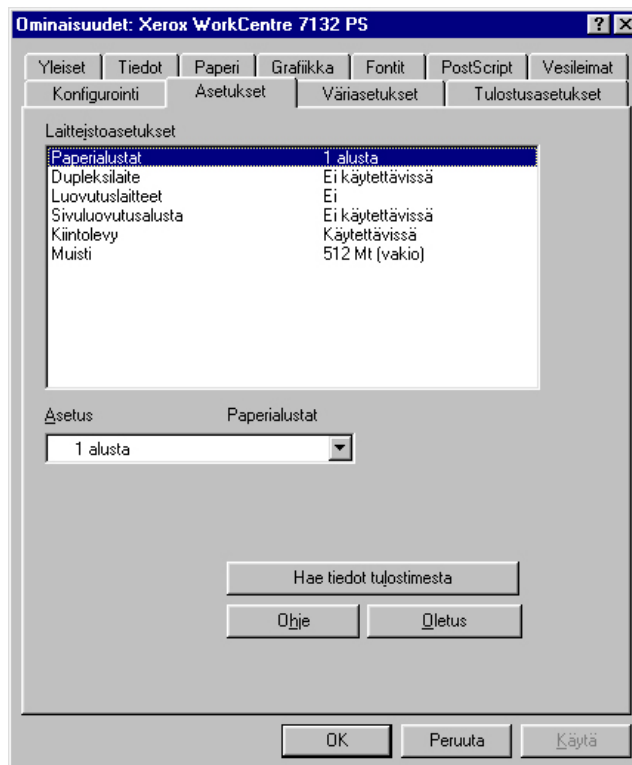 Ominaisuudet: Xerox WorkCentre 7132 PS
Yleiset Tiedot Paperi Grafiikka Fontit PostScript Vesileimat
Konfigurointi Asetukset Väriasetukset Tulostusasetukset
Laitteistoasetukset
Paperialustat 1 alusta
Dupleksilaite Ei käytettävissä
Luovutuslaitteet Ei
Sivuluovutusalusta Ei käytettävissä
Kiintolevy Käytettävissä
Muisti 512 Mt (vakio)
Asetus Paperialustat
1 alusta
Hae tiedot tulostimesta
Ohje Oletus
OK Peruuta Käytä